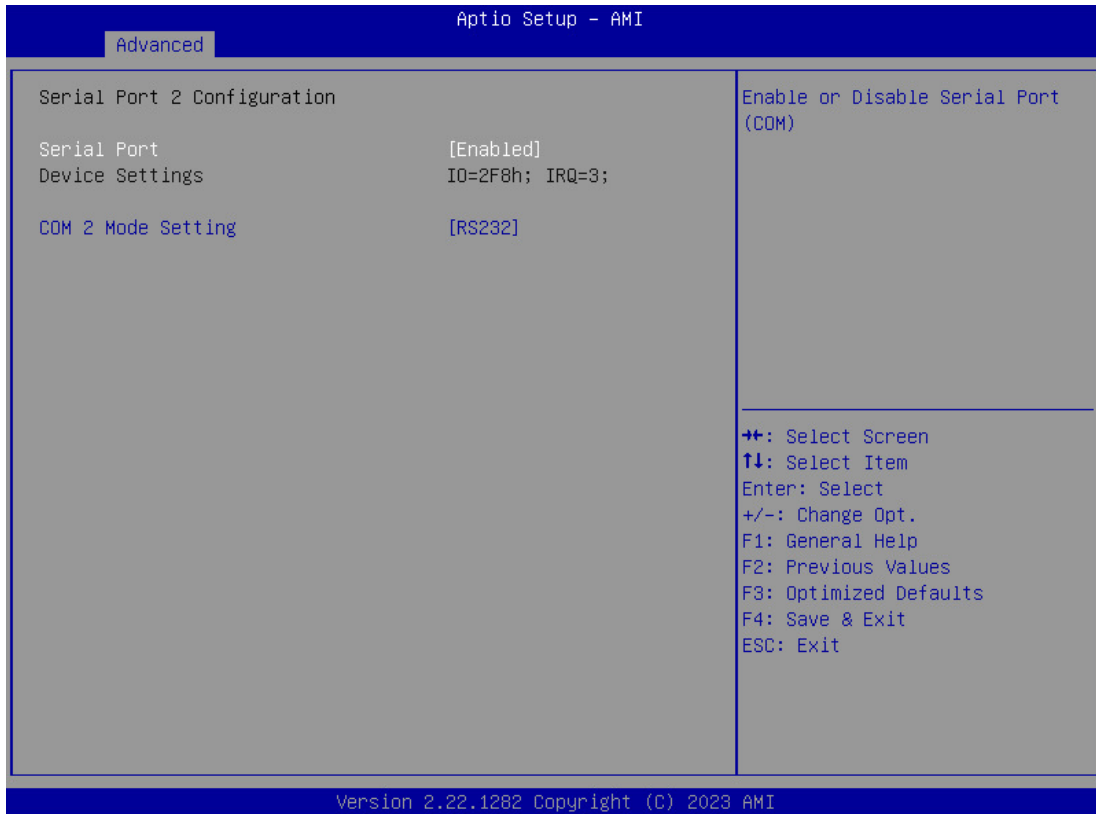 Aptio Setup – AMI
Advanced
Serial Port 2 Configuration
Serial Port [Enabled]
Device Settings IO=2F8h; IRQ=3;
COM 2 Mode Setting [RS232]
Enable or Disable Serial Port
(COM)
→←: Select Screen
↑↓: Select Item
Enter: Select
+/-: Change Opt.
F1: General Help
F2: Previous Values
F3: Optimized Defaults
F4: Save & Exit
ESC: Exit
Version 2.22.1282 Copyright (C) 2023 AMI